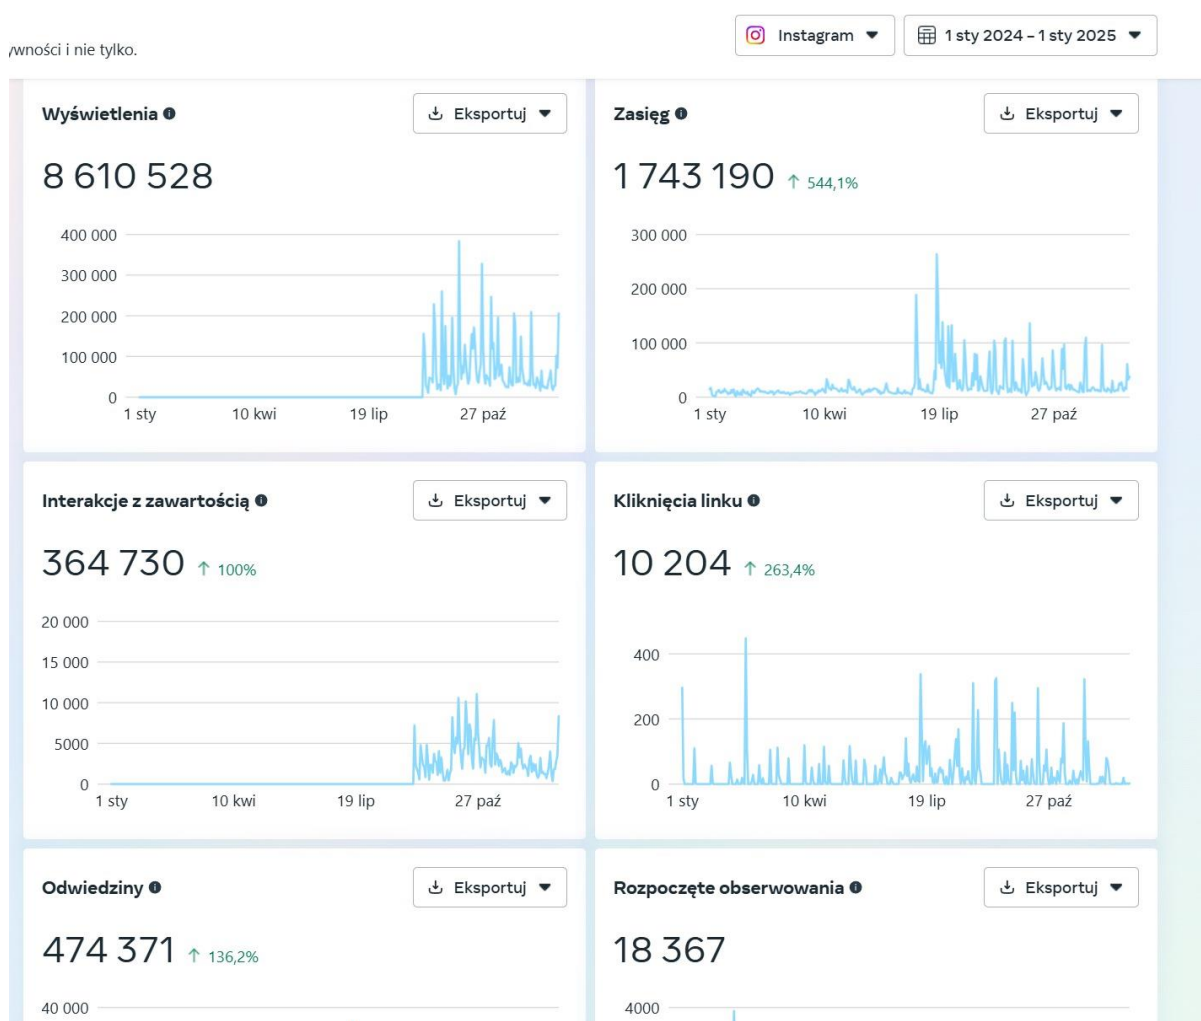 Instagram
1 sty 2024 – 1 sty 2025
ywności i nie tylko.
Wyświetlenia
Eksportuj
8 610 528
400 000
300 000
200 000
100 000
0
1 sty 10 kwi 19 lip 27 paź
Zasięg
Eksportuj
1 743 190 ↑ 544,1%
300 000
200 000
100 000
0
1 sty 10 kwi 19 lip 27 paź
Interakcje z zawartością
Eksportuj
364 730 ↑ 100%
20 000
15 000
10 000
5000
0
1 sty 10 kwi 19 lip 27 paź
Kliknięcia linku
Eksportuj
10 204 ↑ 263,4%
400
200
0
1 sty 10 kwi 19 lip 27 paź
Odwiedziny
Eksportuj
474 371 ↑ 136,2%
40 000
Rozpoczęte obserwowania
Eksportuj
18 367
4000